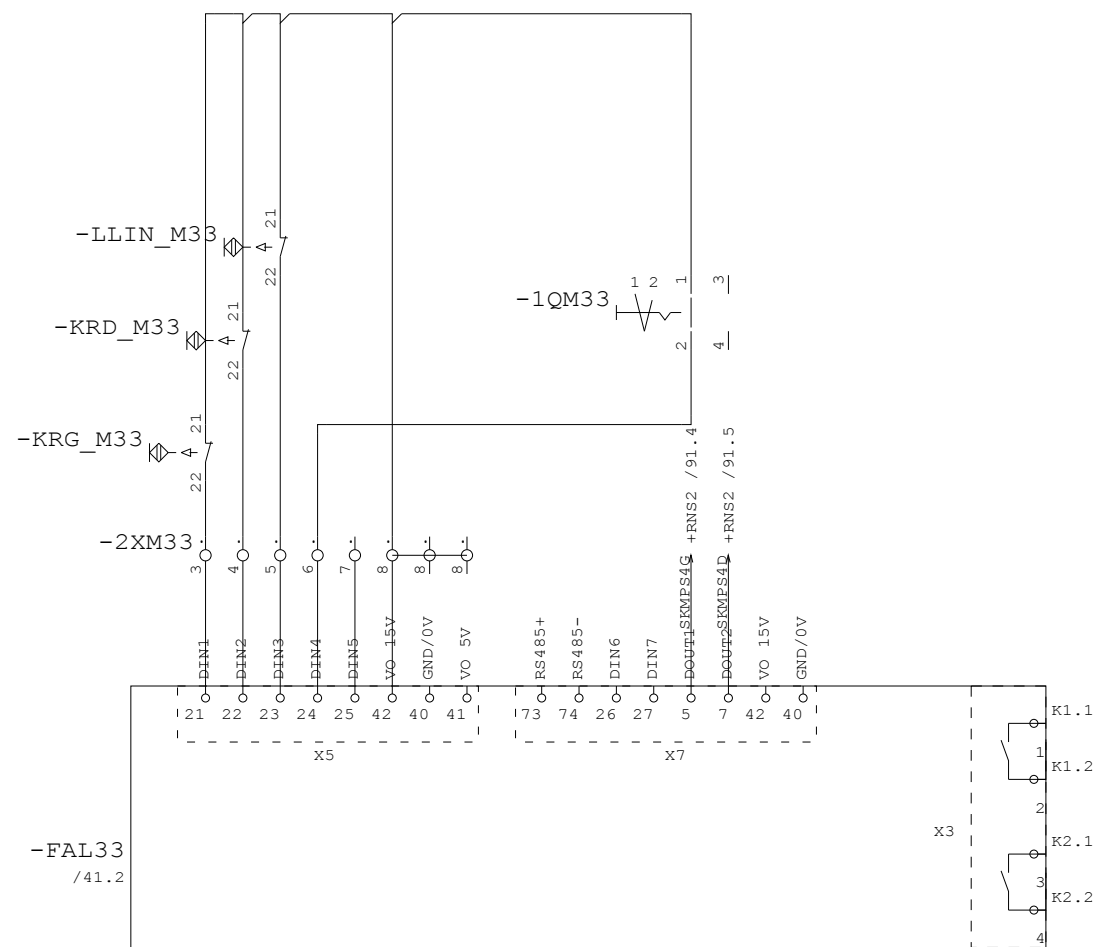 21
-LLIN_M33
22
1 2
1
3
-1QM33
2
4
21
-KRD_M33
22
21
-KRG_M33
22
+RNS2 /91.4
+RNS2 /91.5
-2XM33
3
4
5
6
7
8
8
8
SKMPS4G
SKMPS4D
DIN1
DIN2
DIN3
DIN4
DIN5
VO 15V
GND/0V
VO 5V
RS485+
RS485-
DIN6
DIN7
DOUT1
DOUT2
VO 15V
GND/0V
21
22
23
24
25
42
40
41
73
74
26
27
5
7
42
40
X5
X7
K1.1
1
K1.2
2
X3
K2.1
3
K2.2
4
-FAL33
/41.2